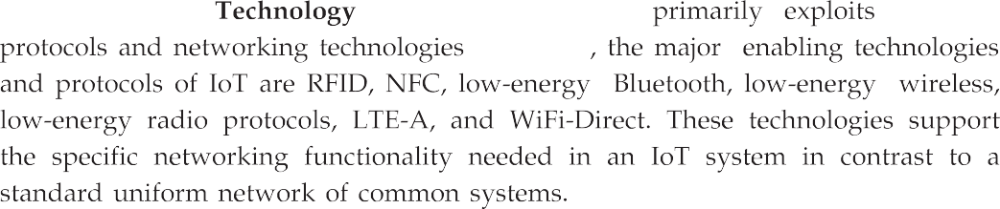 Technology primarily exploits
protocols and networking technologies , the major enabling technologies
and protocols of IoT are RFID, NFC, low-energy Bluetooth, low-energy wireless,
low-energy radio protocols, LTE-A, and WiFi-Direct. These technologies support
the specific networking functionality needed in an IoT system in contrast to a
standard uniform network of common systems.